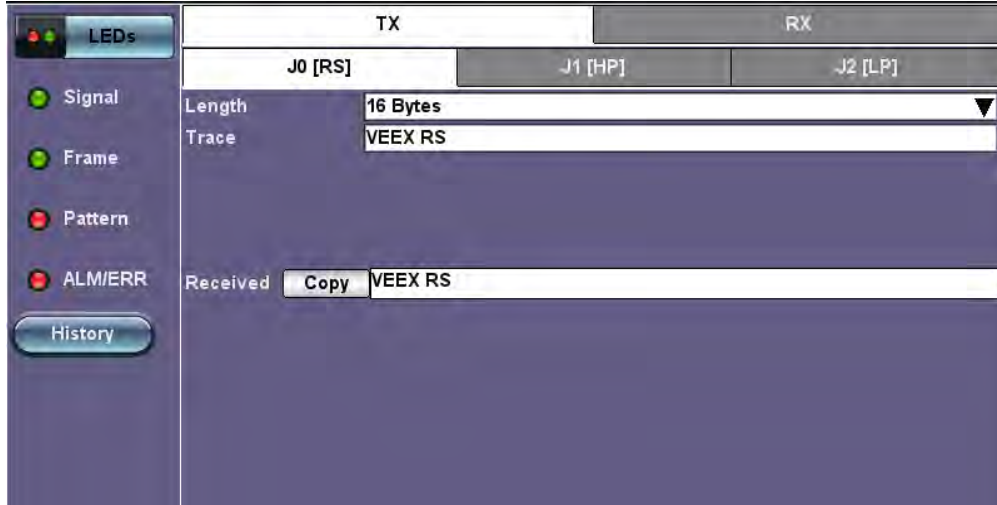 LEDs
TX
RX
J0 [RS]
J1 [HP]
J2 [LP]
Signal
Length
16 Bytes
Trace
VEEX RS
Frame
Pattern
ALM/ERR
Received
Copy
VEEX RS
History